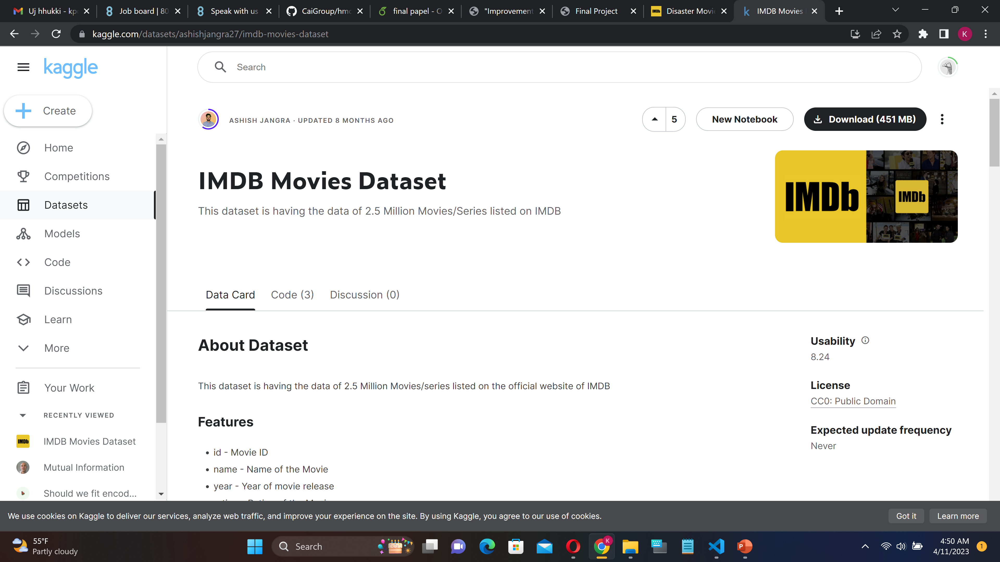 Uj hhukki - kp
Job board | 80
Speak with us
CaiGroup/hmc
final papel - O
"Improvement
Final Project
IMDb
Disaster Movie
IMDB Movies
kaggle.com/datasets/ashishjangra27/imdb-movies-dataset
K
kaggle
Search
Create
ASHISH JANGRA · UPDATED 8 MONTHS AGO
5
New Notebook
Download (451 MB)
Home
Competitions
Datasets
Models
Code
Discussions
Learn
More
Your Work
RECENTLY VIEWED
IMDb
IMDB Movies Dataset
Mutual Information
Should we fit encod...
IMDB Movies Dataset
This dataset is having the data of 2.5 Million Movies/Series listed on IMDB
IMDb
IMDb
Data Card
Code (3)
Discussion (0)
About Dataset
This dataset is having the data of 2.5 Million Movies/series listed on the official website of IMDB
Features
• id - Movie ID
• name - Name of the Movie
• year - Year of movie release
Usability
8.24
License
CC0: Public Domain
Expected update frequency
Never
We use cookies on Kaggle to deliver our services, analyze web traffic, and improve your experience on the site. By using Kaggle, you agree to our use of cookies.
Got it
Learn more
55°F
Partly cloudy
Search
K
P
4:50 AM
4/11/2023
1